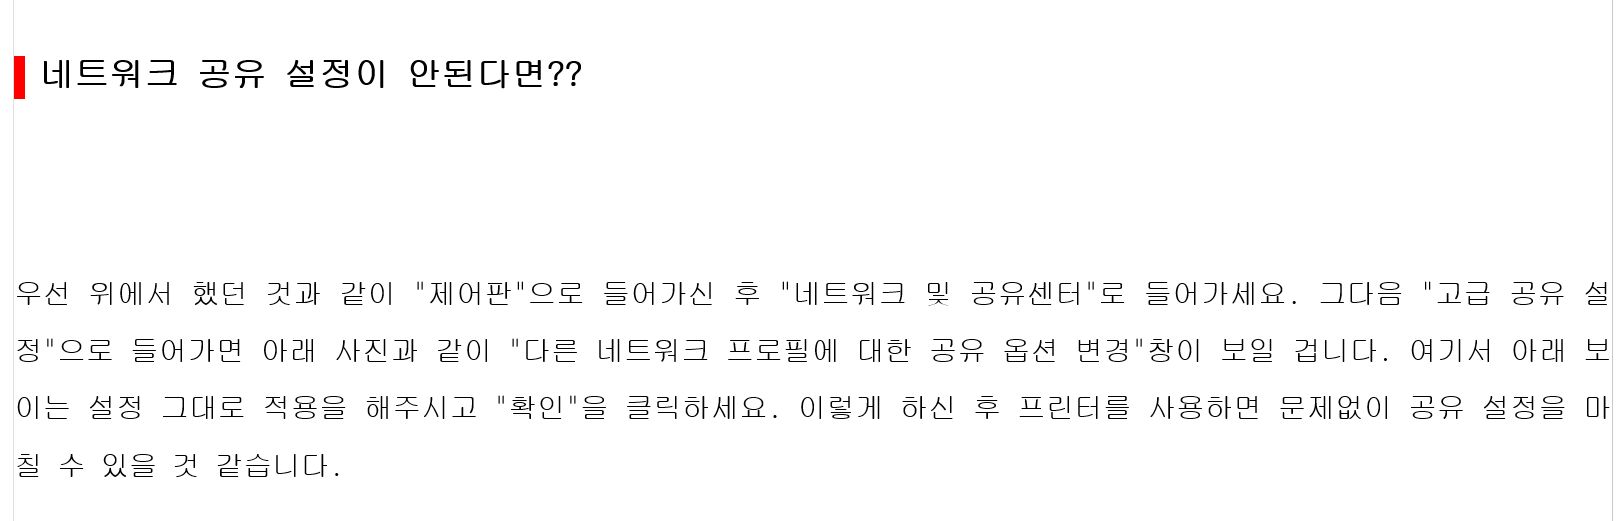 네트워크 공유 설정이 안된다면??
우선 위에서 했던 것과 같이 "제어판"으로 들어가신 후 "네트워크 및 공유센터"로 들어가세요. 그다음 "고급 공유 설
정"으로 들어가면 아래 사진과 같이 "다른 네트워크 프로필에 대한 공유 옵션 변경"창이 보일 겁니다. 여기서 아래 보
이는 설정 그대로 적용을 해주시고 "확인"을 클릭하세요. 이렇게 하신 후 프린터를 사용하면 문제없이 공유 설정을 마
칠 수 있을 것 같습니다.